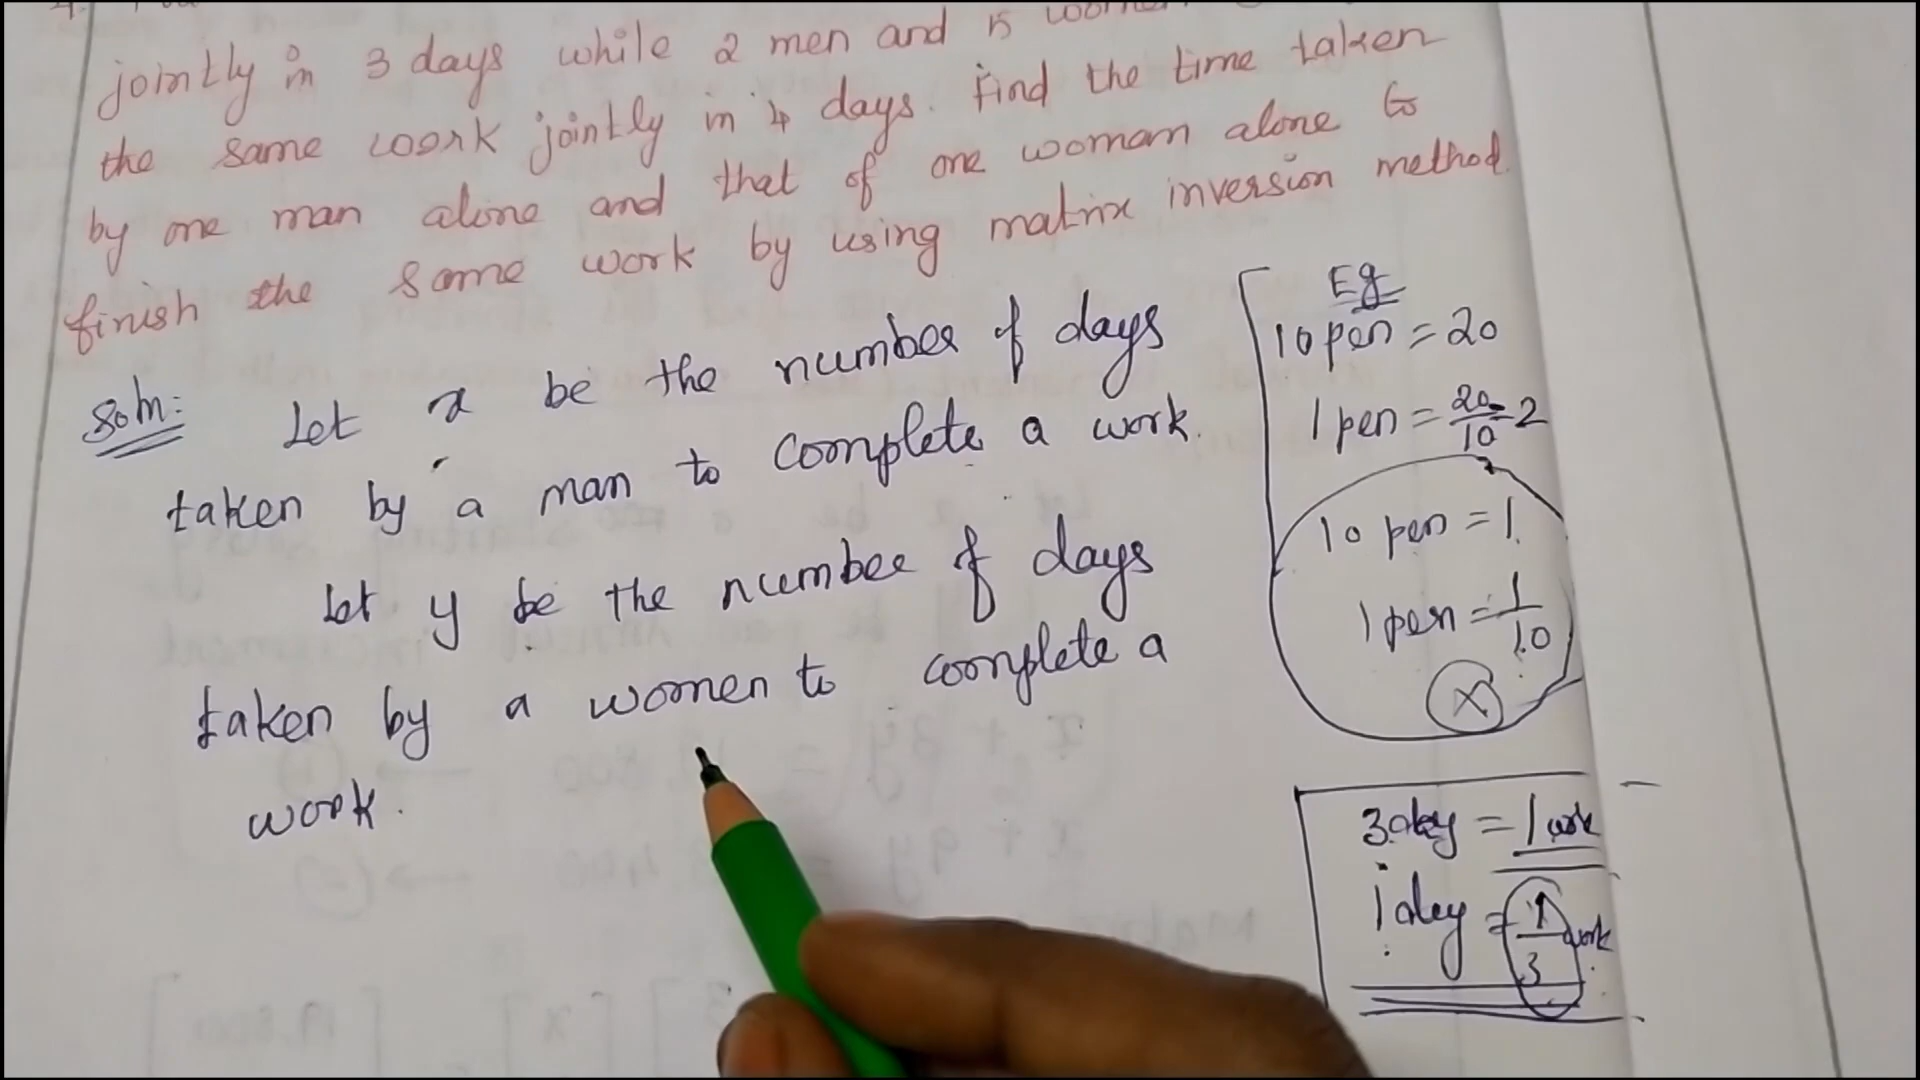 jointly in 3 days while 2 men and 5 women
the same work jointly in 4 days. Find the time taken
by one man alone and that of one woman alone to
finish the same work by using matrix inversion method
Soln:
Let x be the number of days
taken by a man to complete a work.
Let y be the number of days
taken by a women to complete a
work.
Eg
10 pen = 20
1 pen = 20/10 = 2
10 pen = 1
1 pen = 1/10
x
3 day = 1 work
1 day = 1/3 work